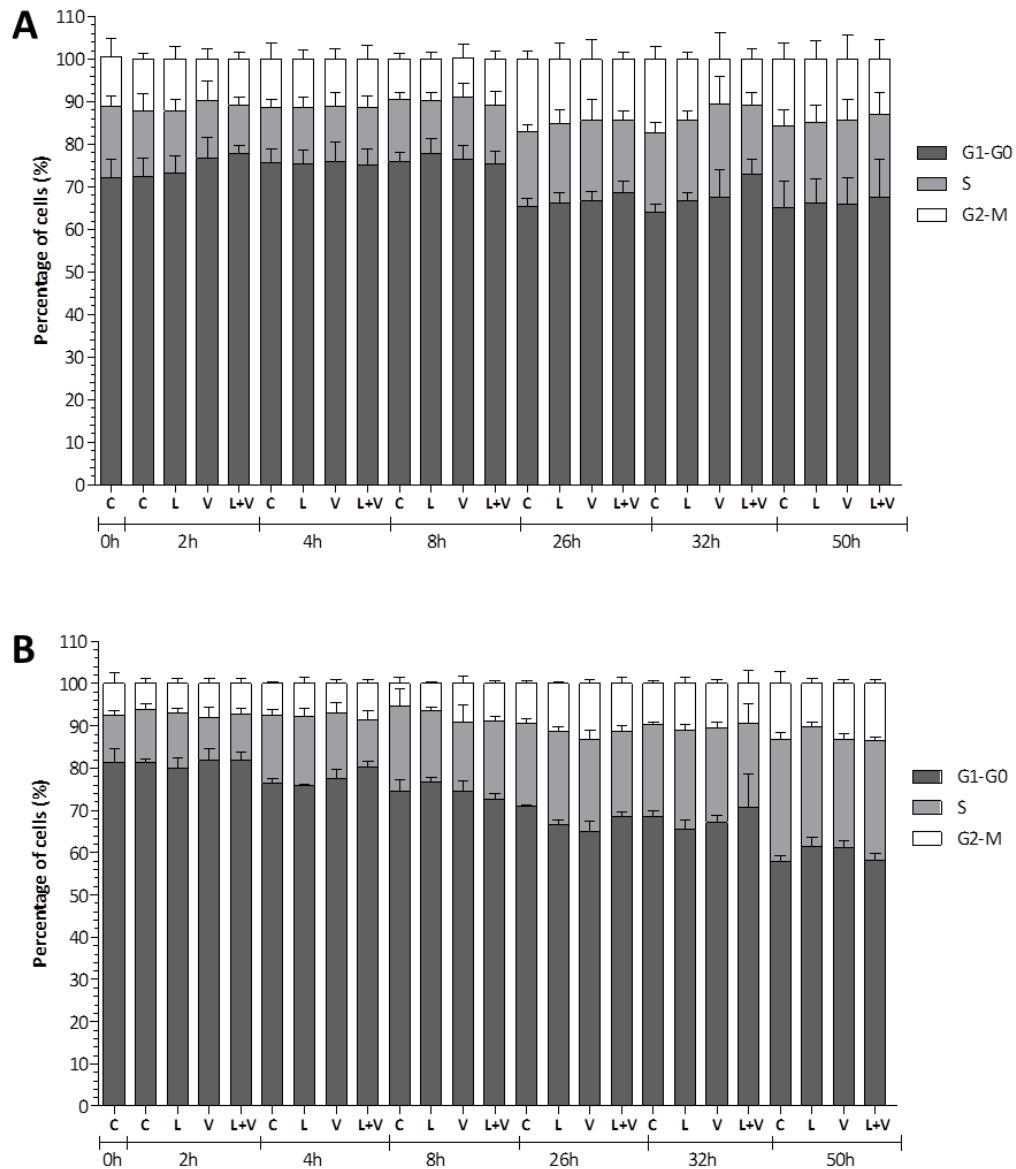 A
Percentage of cells (%)
110
100
90
80
70
60
50
40
30
20
10
0
G1-G0
S
G2-M
C C L V L+V C L V L+V C L V L+V C L V L+V C L V L+V C L V L+V
0h 2h 4h 8h 26h 32h 50h
B
Percentage of cells (%)
110
100
90
80
70
60
50
40
30
20
10
0
G1-G0
S
G2-M
C C L V L+V C L V L+V C L V L+V C L V L+V C L V L+V C L V L+V
0h 2h 4h 8h 26h 32h 50h